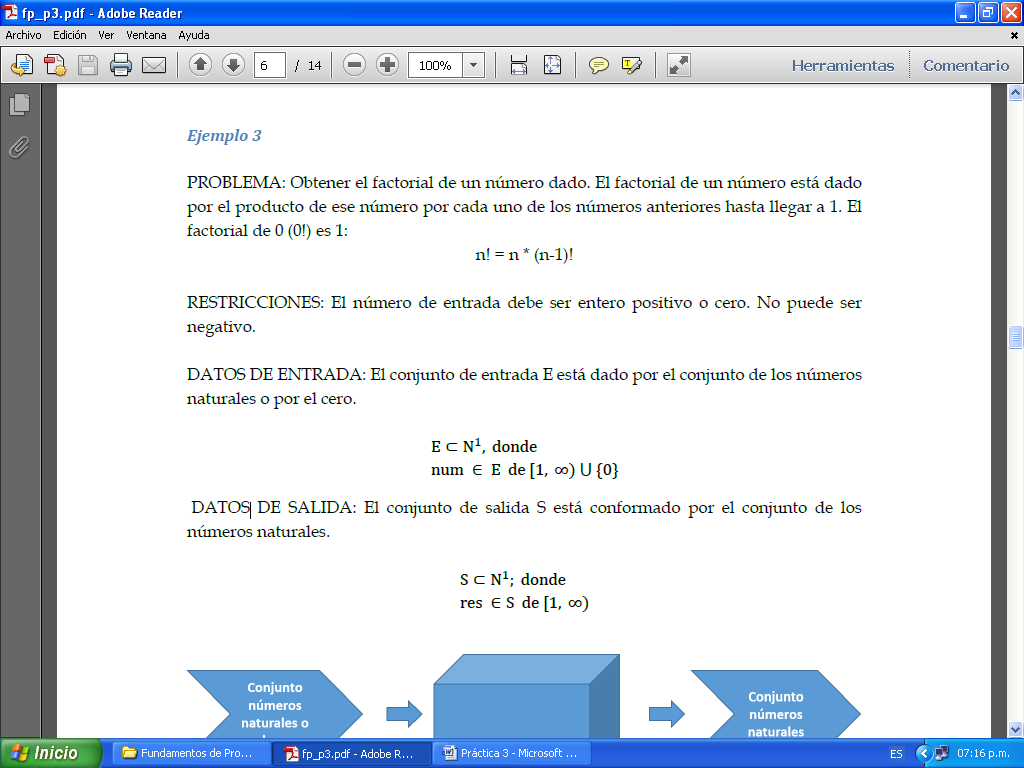 fp_p3.pdf - Adobe Reader
Archivo Edición Ver Ventana Ayuda
6 / 14 100% Herramientas Comentario
Ejemplo 3
PROBLEMA: Obtener el factorial de un número dado. El factorial de un número está dado
por el producto de ese número por cada uno de los números anteriores hasta llegar a 1. El
factorial de 0 (0!) es 1:
n! = n * (n-1)!
RESTRICCIONES: El número de entrada debe ser entero positivo o cero. No puede ser
negativo.
DATOS DE ENTRADA: El conjunto de entrada E está dado por el conjunto de los números
naturales o por el cero.
E ⊂ N¹, donde
num ∈ E de [1, ∞) ∪ {0}
DATOS DE SALIDA: El conjunto de salida S está conformado por el conjunto de los
números naturales.
S ⊂ N¹; donde
res ∈ S de [1, ∞)
Conjunto
números
naturales o
Conjunto
números
naturales
Inicio Fundamentos de Pro... fp_p3.pdf - Adobe R... Práctica 3 - Microsoft ... ES 07:16 p.m.